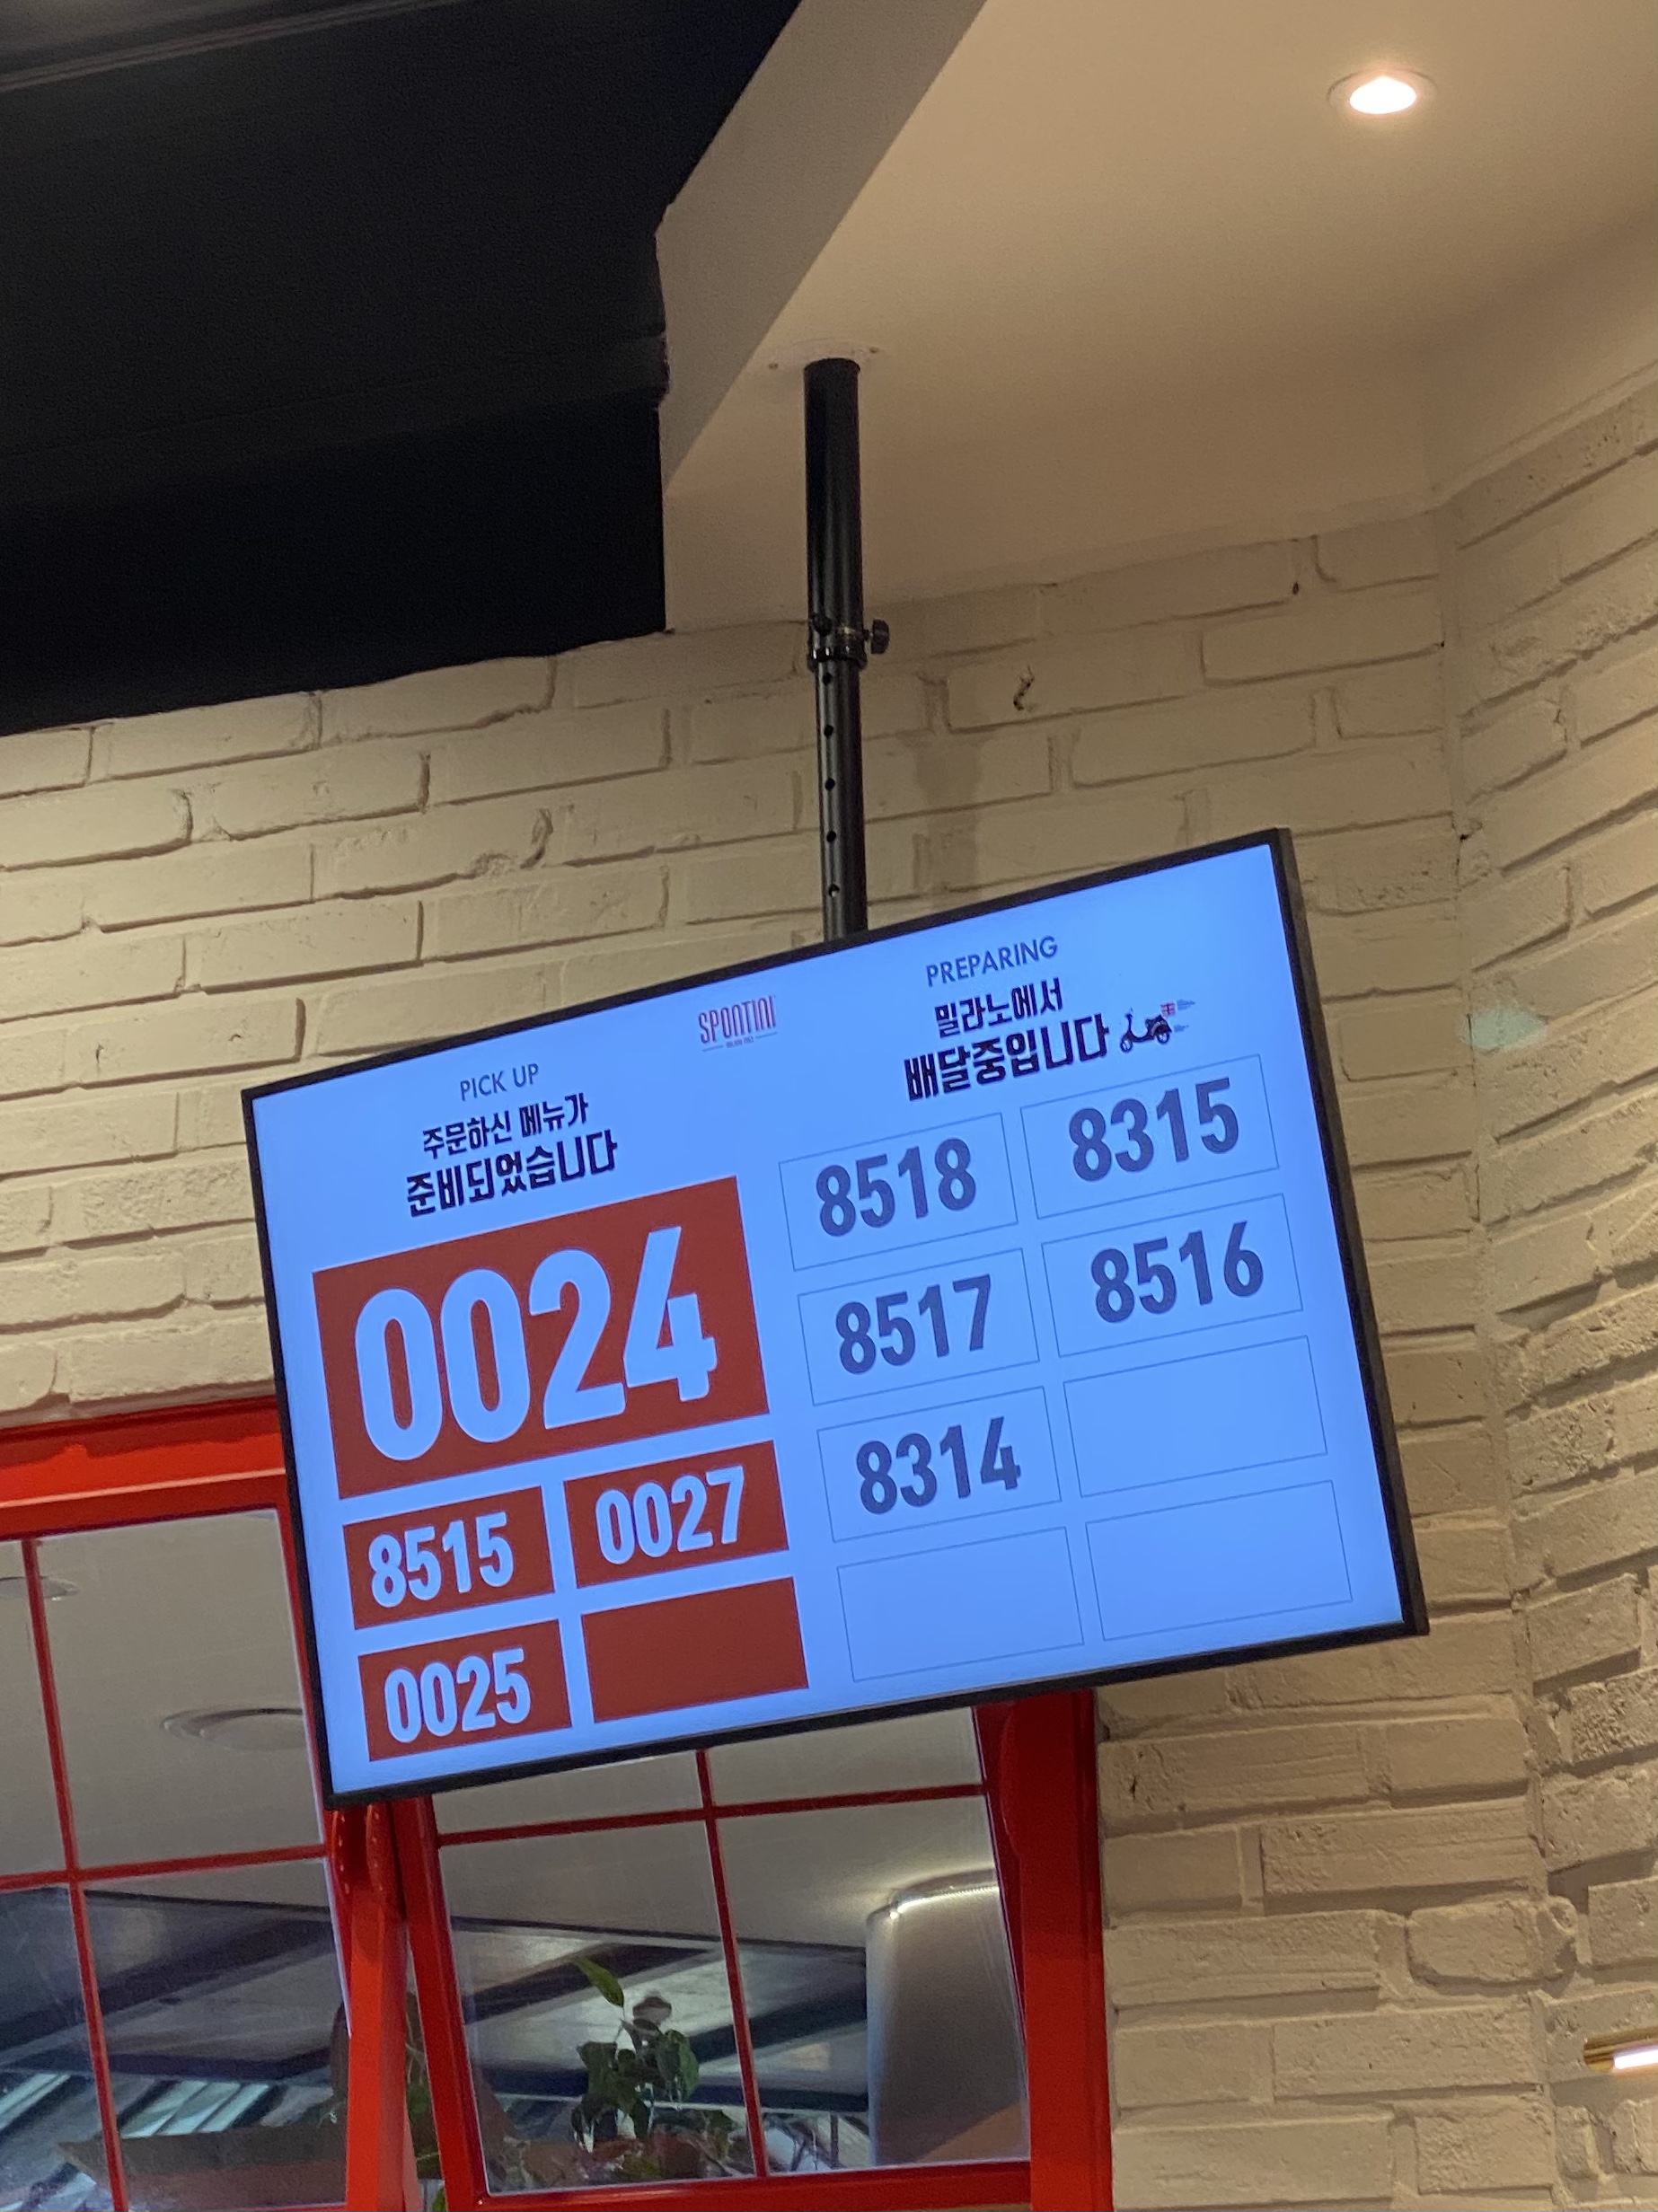 SPONTINI
PICK UP
주문하신 메뉴가
준비되었습니다
0024
8515 0027
0025
PREPARING
밀라노에서
배달중입니다
8518 8315
8517 8516
8314